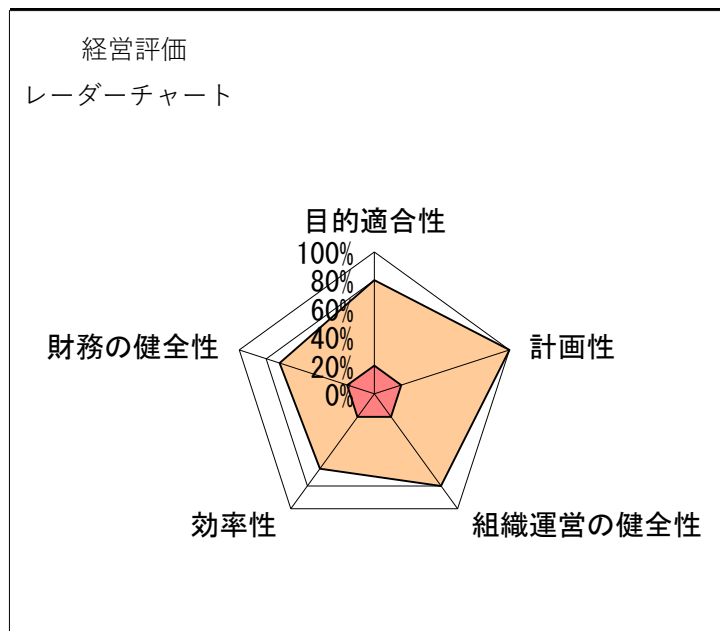 経営評価
レーダーチャート
目的適合性
100%
80%
60%
40%
20%
0%
計画性
組織運営の健全性
効率性
財務の健全性